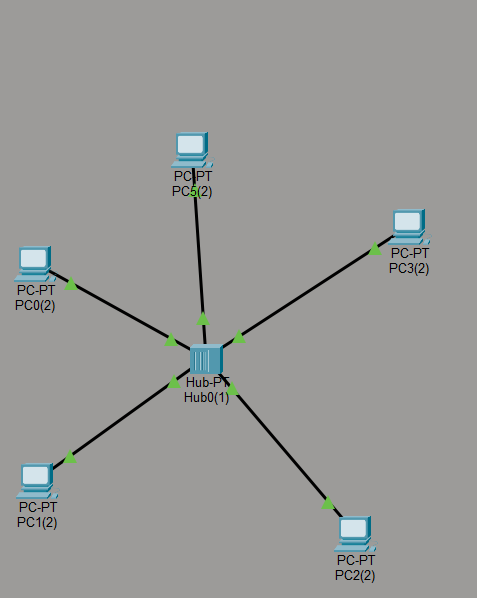 PC-PT
PC5(2)
PC-PT
PC3(2)
PC-PT
PC0(2)
Hub-PT
Hub0(1)
PC-PT
PC1(2)
PC-PT
PC2(2)